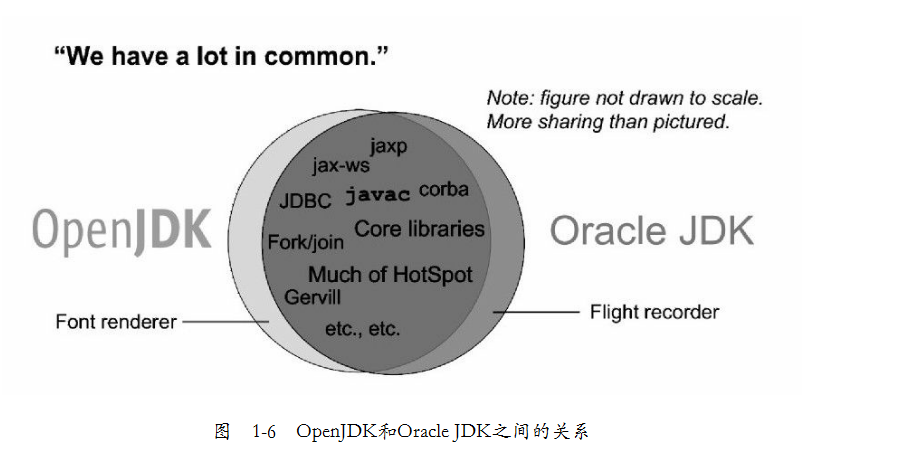 “We have a lot in common.”
Note: figure not drawn to scale.
More sharing than pictured.
jaxp
jax-ws
JDBC javac corba
OpenJDK
Fork/join Core libraries
Oracle JDK
Much of HotSpot
Gervill
Font renderer
etc., etc.
Flight recorder
图 1-6 OpenJDK和Oracle JDK之间的关系